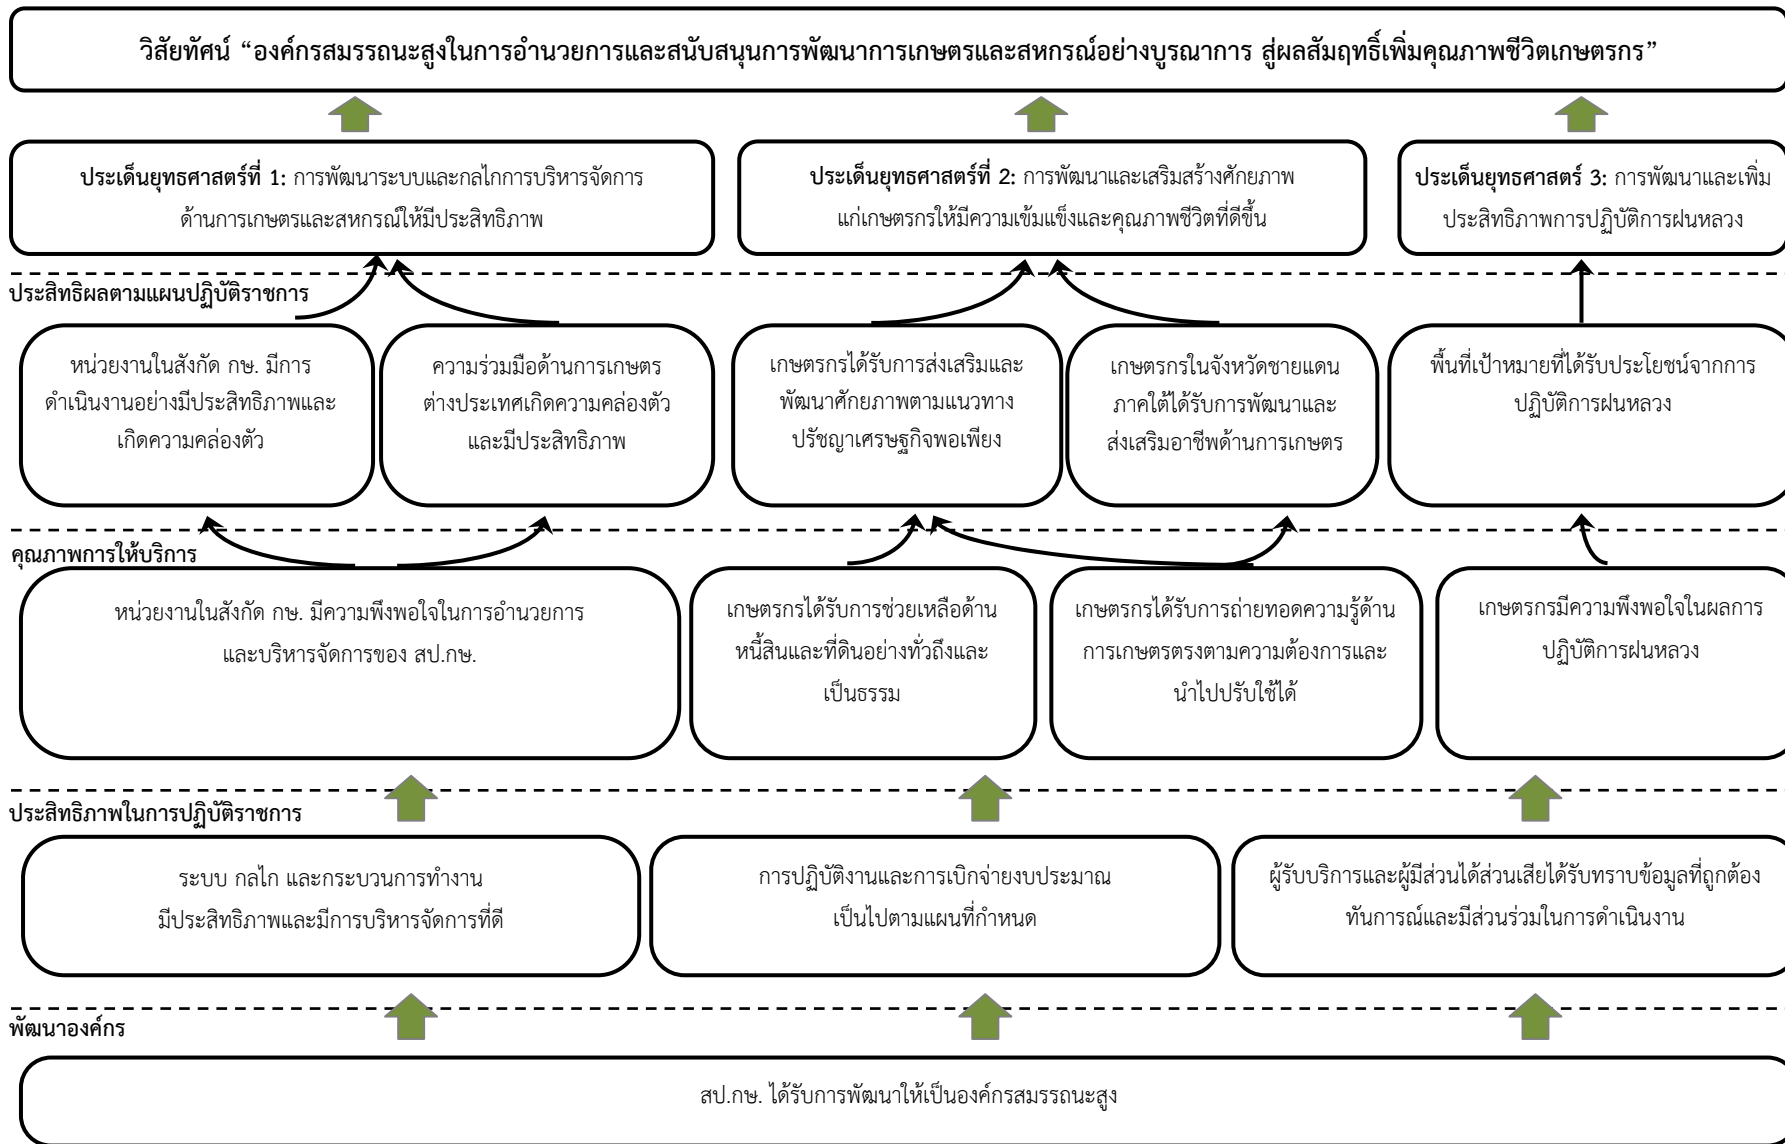 วิสัยทัศน์ “องค์กรสมรรถนะสูงในการอำนวยการและสนับสนุนการพัฒนาการเกษตรและสหกรณ์อย่างบูรณาการ สู่ผลสัมฤทธิ์เพิ่มคุณภาพชีวิตเกษตรกร”
ประเด็นยุทธศาสตร์ที่ 1: การพัฒนาระบบและกลไกการบริหารจัดการ
ด้านการเกษตรและสหกรณ์ให้มีประสิทธิภาพ
ประเด็นยุทธศาสตร์ที่ 2: การพัฒนาและเสริมสร้างศักยภาพ
แก่เกษตรกรให้มีความเข้มแข็งและคุณภาพชีวิตที่ดีขึ้น
ประเด็นยุทธศาสตร์ 3: การพัฒนาและเพิ่ม
ประสิทธิภาพการปฏิบัติการฝนหลวง
ประสิทธิผลตามแผนปฏิบัติราชการ
หน่วยงานในสังกัด กษ. มีการ
ดำเนินงานอย่างมีประสิทธิภาพและ
เกิดความคล่องตัว
ความร่วมมือด้านการเกษตร
ต่างประเทศเกิดความคล่องตัว
และมีประสิทธิภาพ
เกษตรกรได้รับการส่งเสริมและ
พัฒนาศักยภาพตามแนวทาง
ปรัชญาเศรษฐกิจพอเพียง
เกษตรกรในจังหวัดชายแดน
ภาคใต้ได้รับการพัฒนาและ
ส่งเสริมอาชีพด้านการเกษตร
พื้นที่เป้าหมายที่ได้รับประโยชน์จากการ
ปฏิบัติการฝนหลวง
คุณภาพการให้บริการ
หน่วยงานในสังกัด กษ. มีความพึงพอใจในการอำนวยการ
และบริหารจัดการของ สป.กษ.
เกษตรกรได้รับการช่วยเหลือด้าน
หนี้สินและที่ดินอย่างทั่วถึงและ
เป็นธรรม
เกษตรกรได้รับการถ่ายทอดความรู้ด้าน
การเกษตรตรงตามความต้องการและ
นำไปปรับใช้ได้
เกษตรกรมีความพึงพอใจในผลการ
ปฏิบัติการฝนหลวง
ประสิทธิภาพในการปฏิบัติราชการ
ระบบ กลไก และกระบวนการทำงาน
มีประสิทธิภาพและมีการบริหารจัดการที่ดี
การปฏิบัติงานและการเบิกจ่ายงบประมาณ
เป็นไปตามแผนที่กำหนด
ผู้รับบริการและผู้มีส่วนได้ส่วนเสียได้รับทราบข้อมูลที่ถูกต้อง
ทันการณ์และมีส่วนร่วมในการดำเนินงาน
พัฒนาองค์กร
สป.กษ. ได้รับการพัฒนาให้เป็นองค์กรสมรรถนะสูง